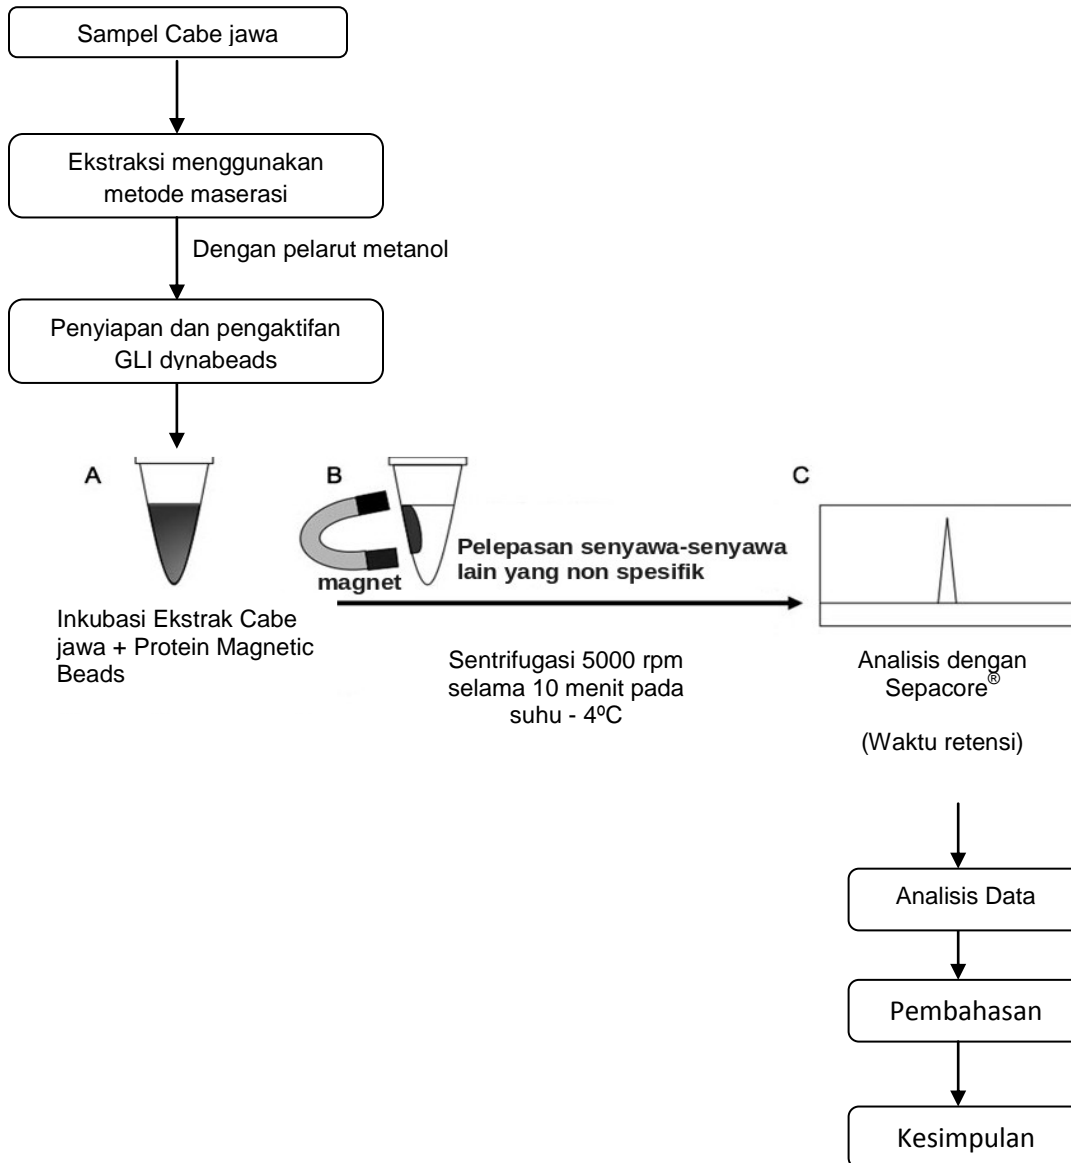 Sampel Cabe jawa
Ekstraksi menggunakan
metode maserasi
Dengan pelarut metanol
Penyiapan dan pengaktifan
GLI dynabeads
A
Inkubasi Ekstrak Cabe
jawa + Protein Magnetic
Beads
B
magnet
Pelepasan senyawa-senyawa
lain yang non spesifik
Sentrifugasi 5000 rpm
selama 10 menit pada
suhu - 4ºC
C
Analisis dengan
Sepacore®
(Waktu retensi)
Analisis Data
Pembahasan
Kesimpulan